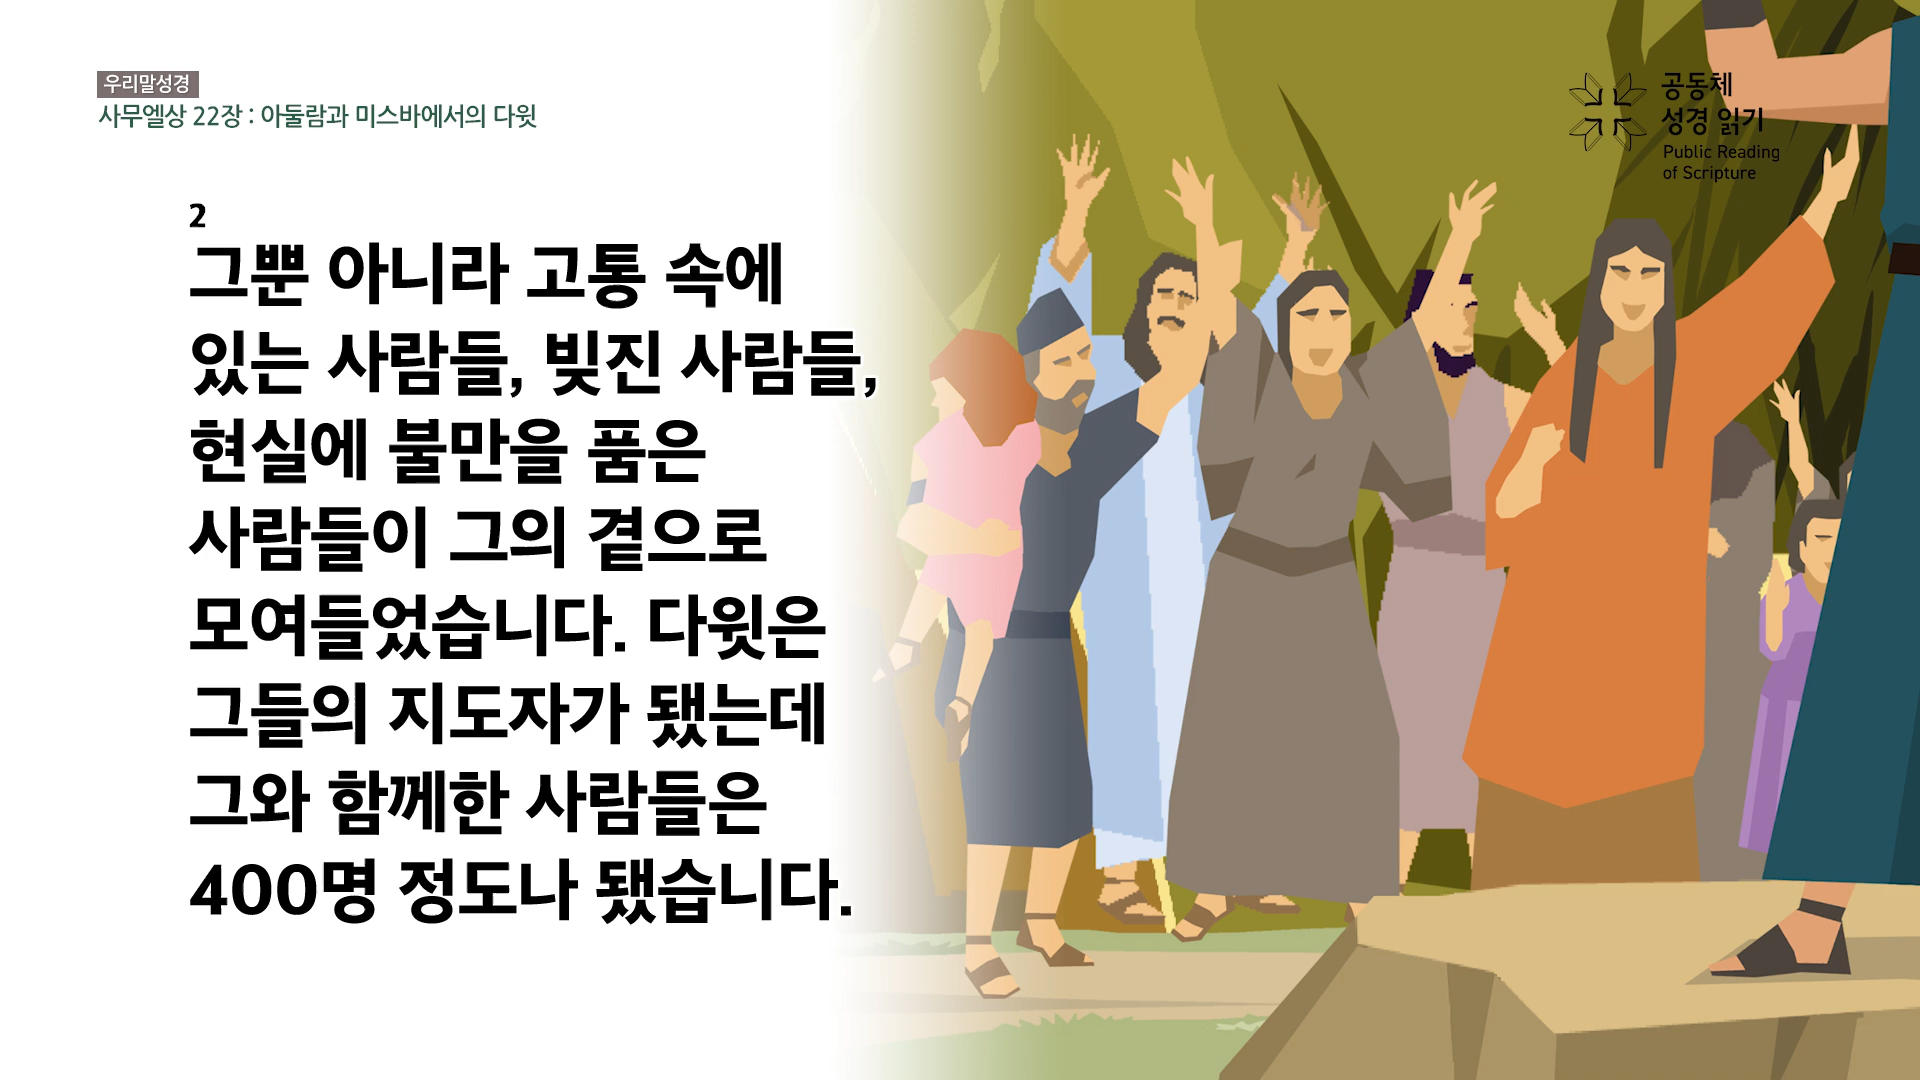 우리말성경
사무엘상 22장 : 아둘람과 미스바에서의 다윗
공동체
성경 읽기
Public Reading
of Scripture
2
그뿐 아니라 고통 속에
있는 사람들, 빚진 사람들,
현실에 불만을 품은
사람들이 그의 곁으로
모여들었습니다. 다윗은
그들의 지도자가 됐는데
그와 함께한 사람들은
400명 정도나 됐습니다.